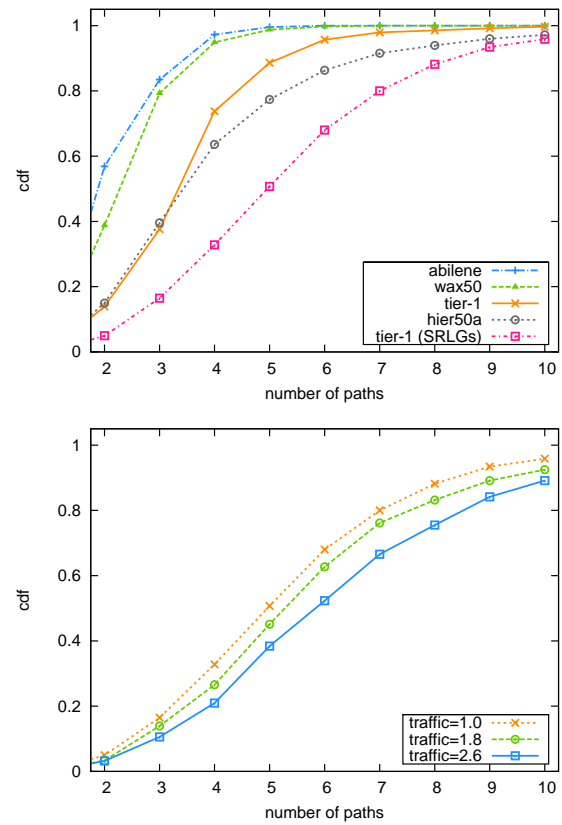 1
0.8
0.6
0.4
0.2
0
cdf
abilene
wax50
tier-1
hier50a
tier-1 (SRLGs)
2 3 4 5 6 7 8 9 10
number of paths
1
0.8
0.6
0.4
0.2
0
cdf
traffic=1.0
traffic=1.8
traffic=2.6
2 3 4 5 6 7 8 9 10
number of paths